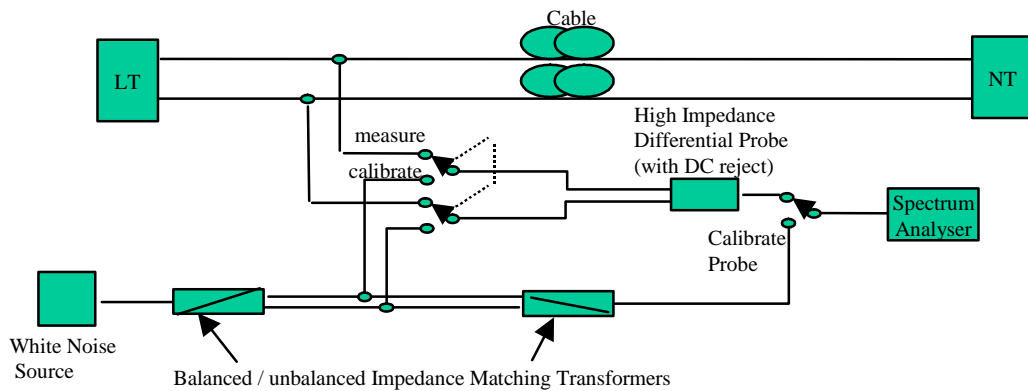 Cable
LT
NT
High Impedance
Differential Probe
(with DC reject)
measure
calibrate
Spectrum
Analyser
Calibrate
Probe
White Noise
Source
Balanced / unbalanced Impedance Matching Transformers